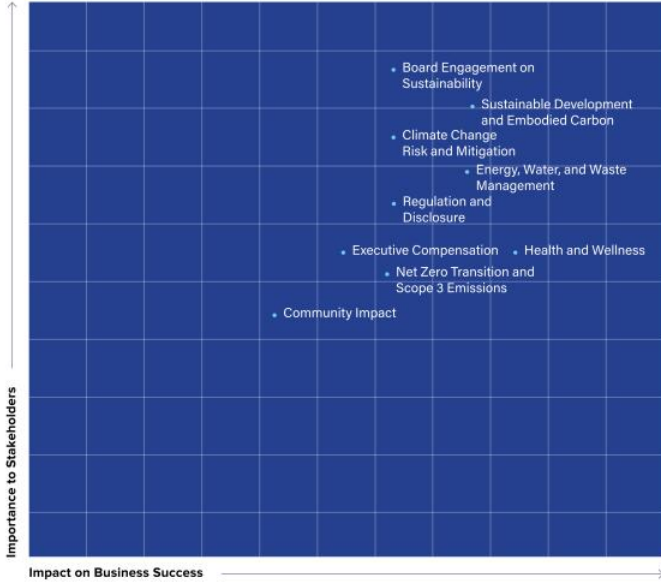 Board Engagement on
Sustainability
Sustainable Development
and Embodied Carbon
Climate Change
Risk and Mitigation
Energy, Water, and Waste
Management
Regulation and
Disclosure
Executive Compensation
Health and Wellness
Net Zero Transition and
Scope 3 Emissions
Community Impact
Importance to Stakeholders
Impact on Business Success